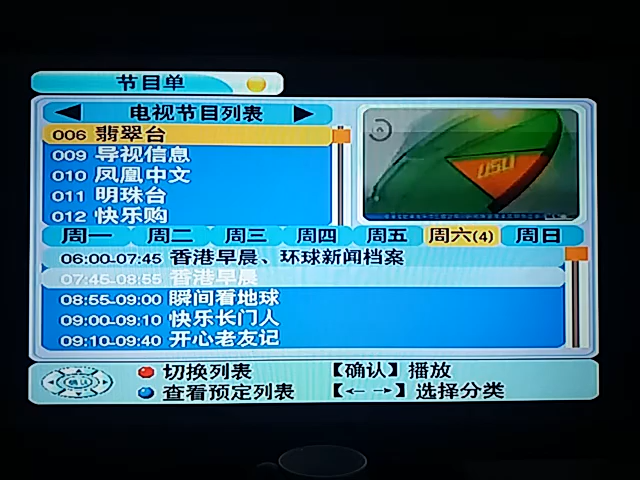 节目单
电视节目列表
006 翡翠台
009 导视信息
010 凤凰中文
011 明珠台
012 快乐购
USU
周一 周二 周三 周四 周五 周六(4) 周日
06:00-07:45 香港早晨、环球新闻档案
07:45-08:55 香港早晨
08:55-09:00 瞬间看地球
09:00-09:10 快乐长门人
09:10-09:40 开心老友记
确认 切换列表 【确认】播放
查看预定列表 【←→】选择分类